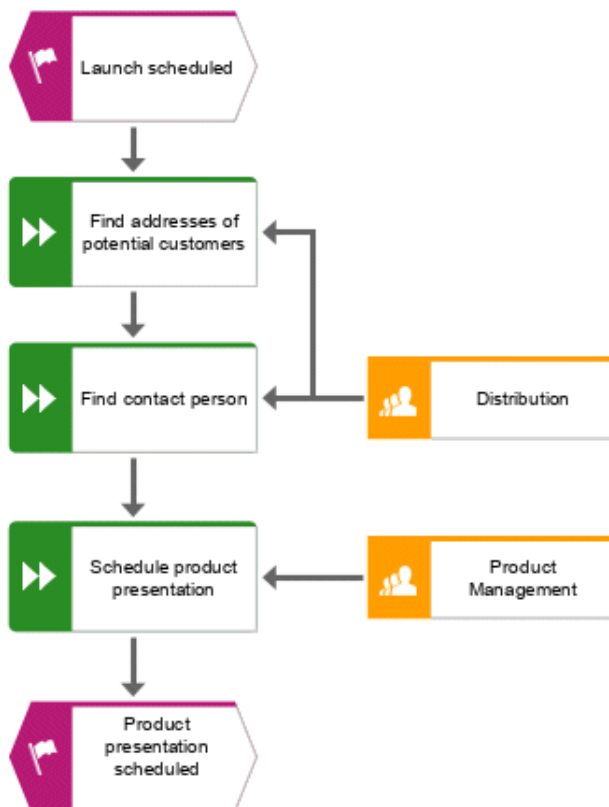 Launch scheduled
Find addresses of
potential customers
Find contact person
Distribution
Schedule product
presentation
Product
Management
Product
presentation
scheduled